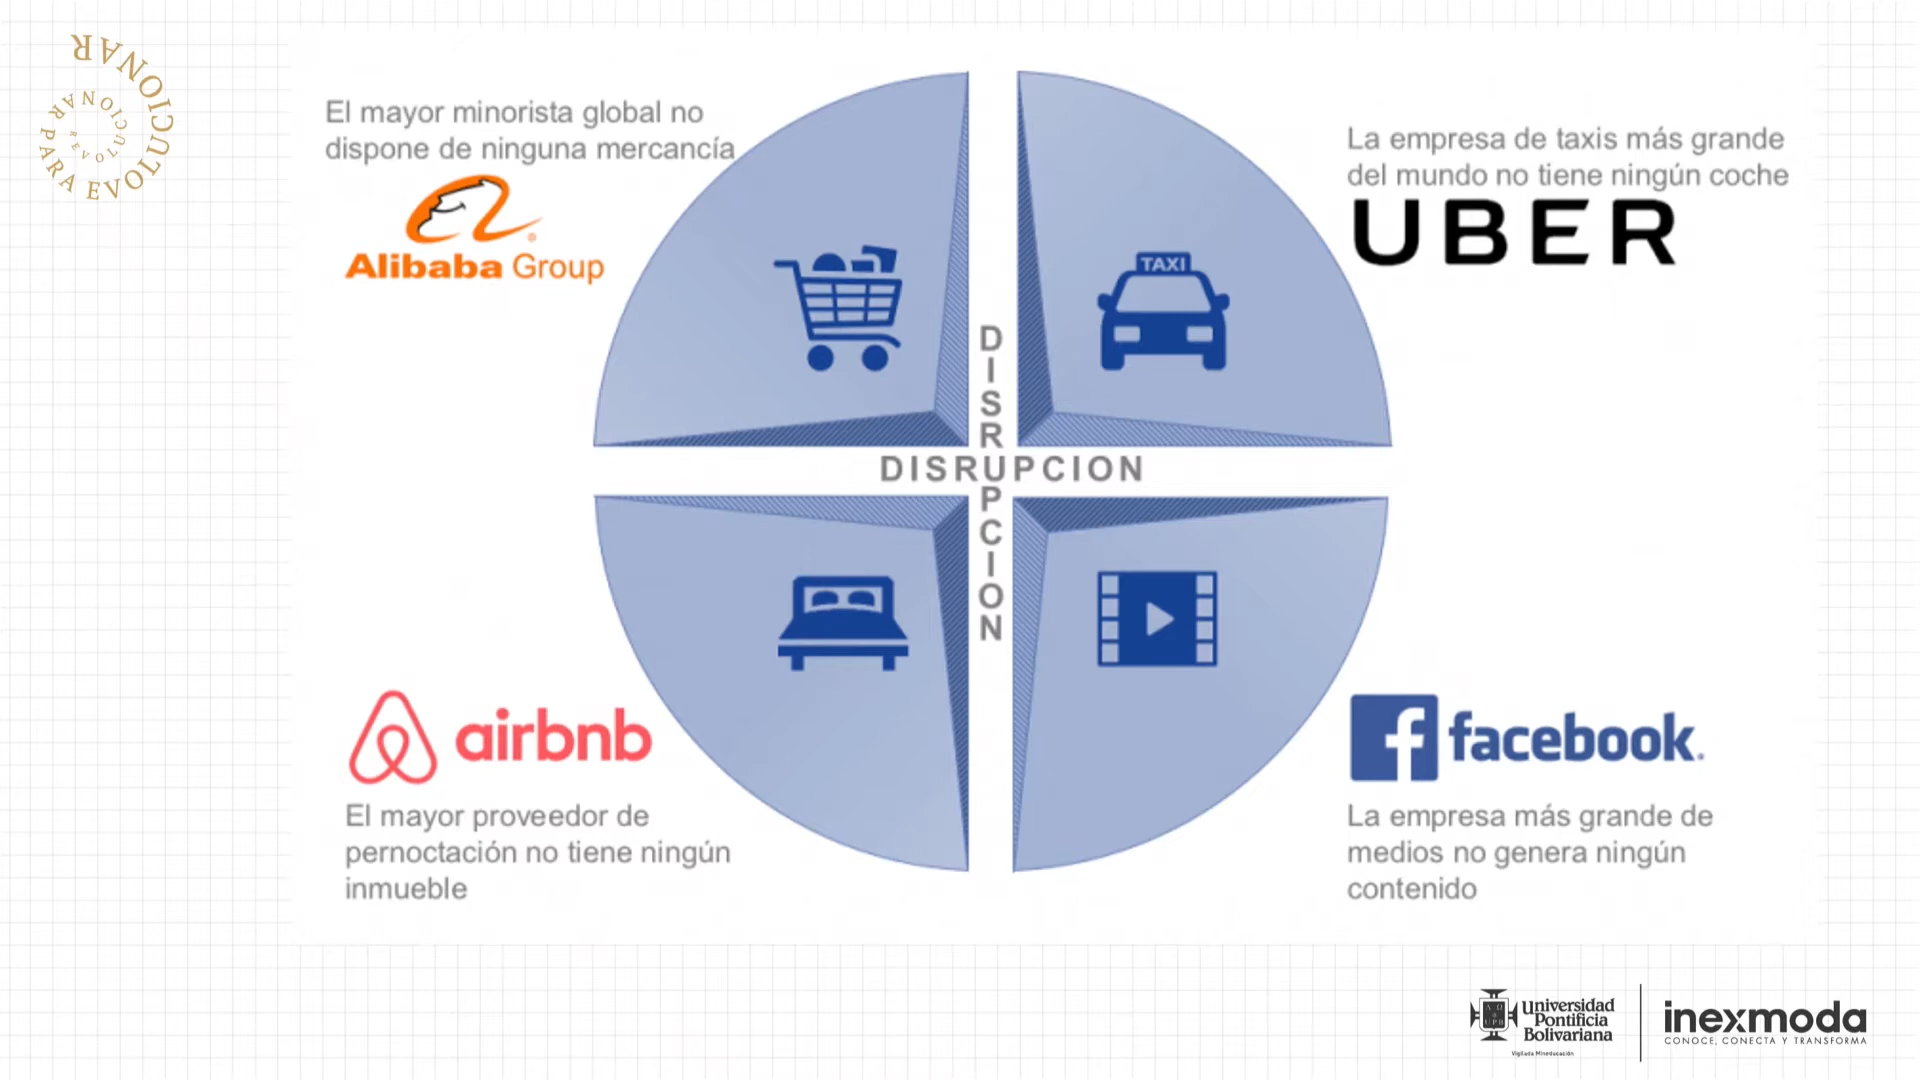 REVOLUCIONAR PARA EVOLUCIONAR
El mayor minorista global no
dispone de ninguna mercancía
Alibaba Group
La empresa de taxis más grande
del mundo no tiene ningún coche
UBER
TAXI
DISRUPCION
DISRUPCION
airbnb
El mayor proveedor de
pernoctación no tiene ningún
inmueble
facebook
La empresa más grande de
medios no genera ningún
contenido
Universidad
Pontificia
Bolivariana
Vigilada Mineducación
inexmoda
CONOCE, CONECTA Y TRANSFORMA